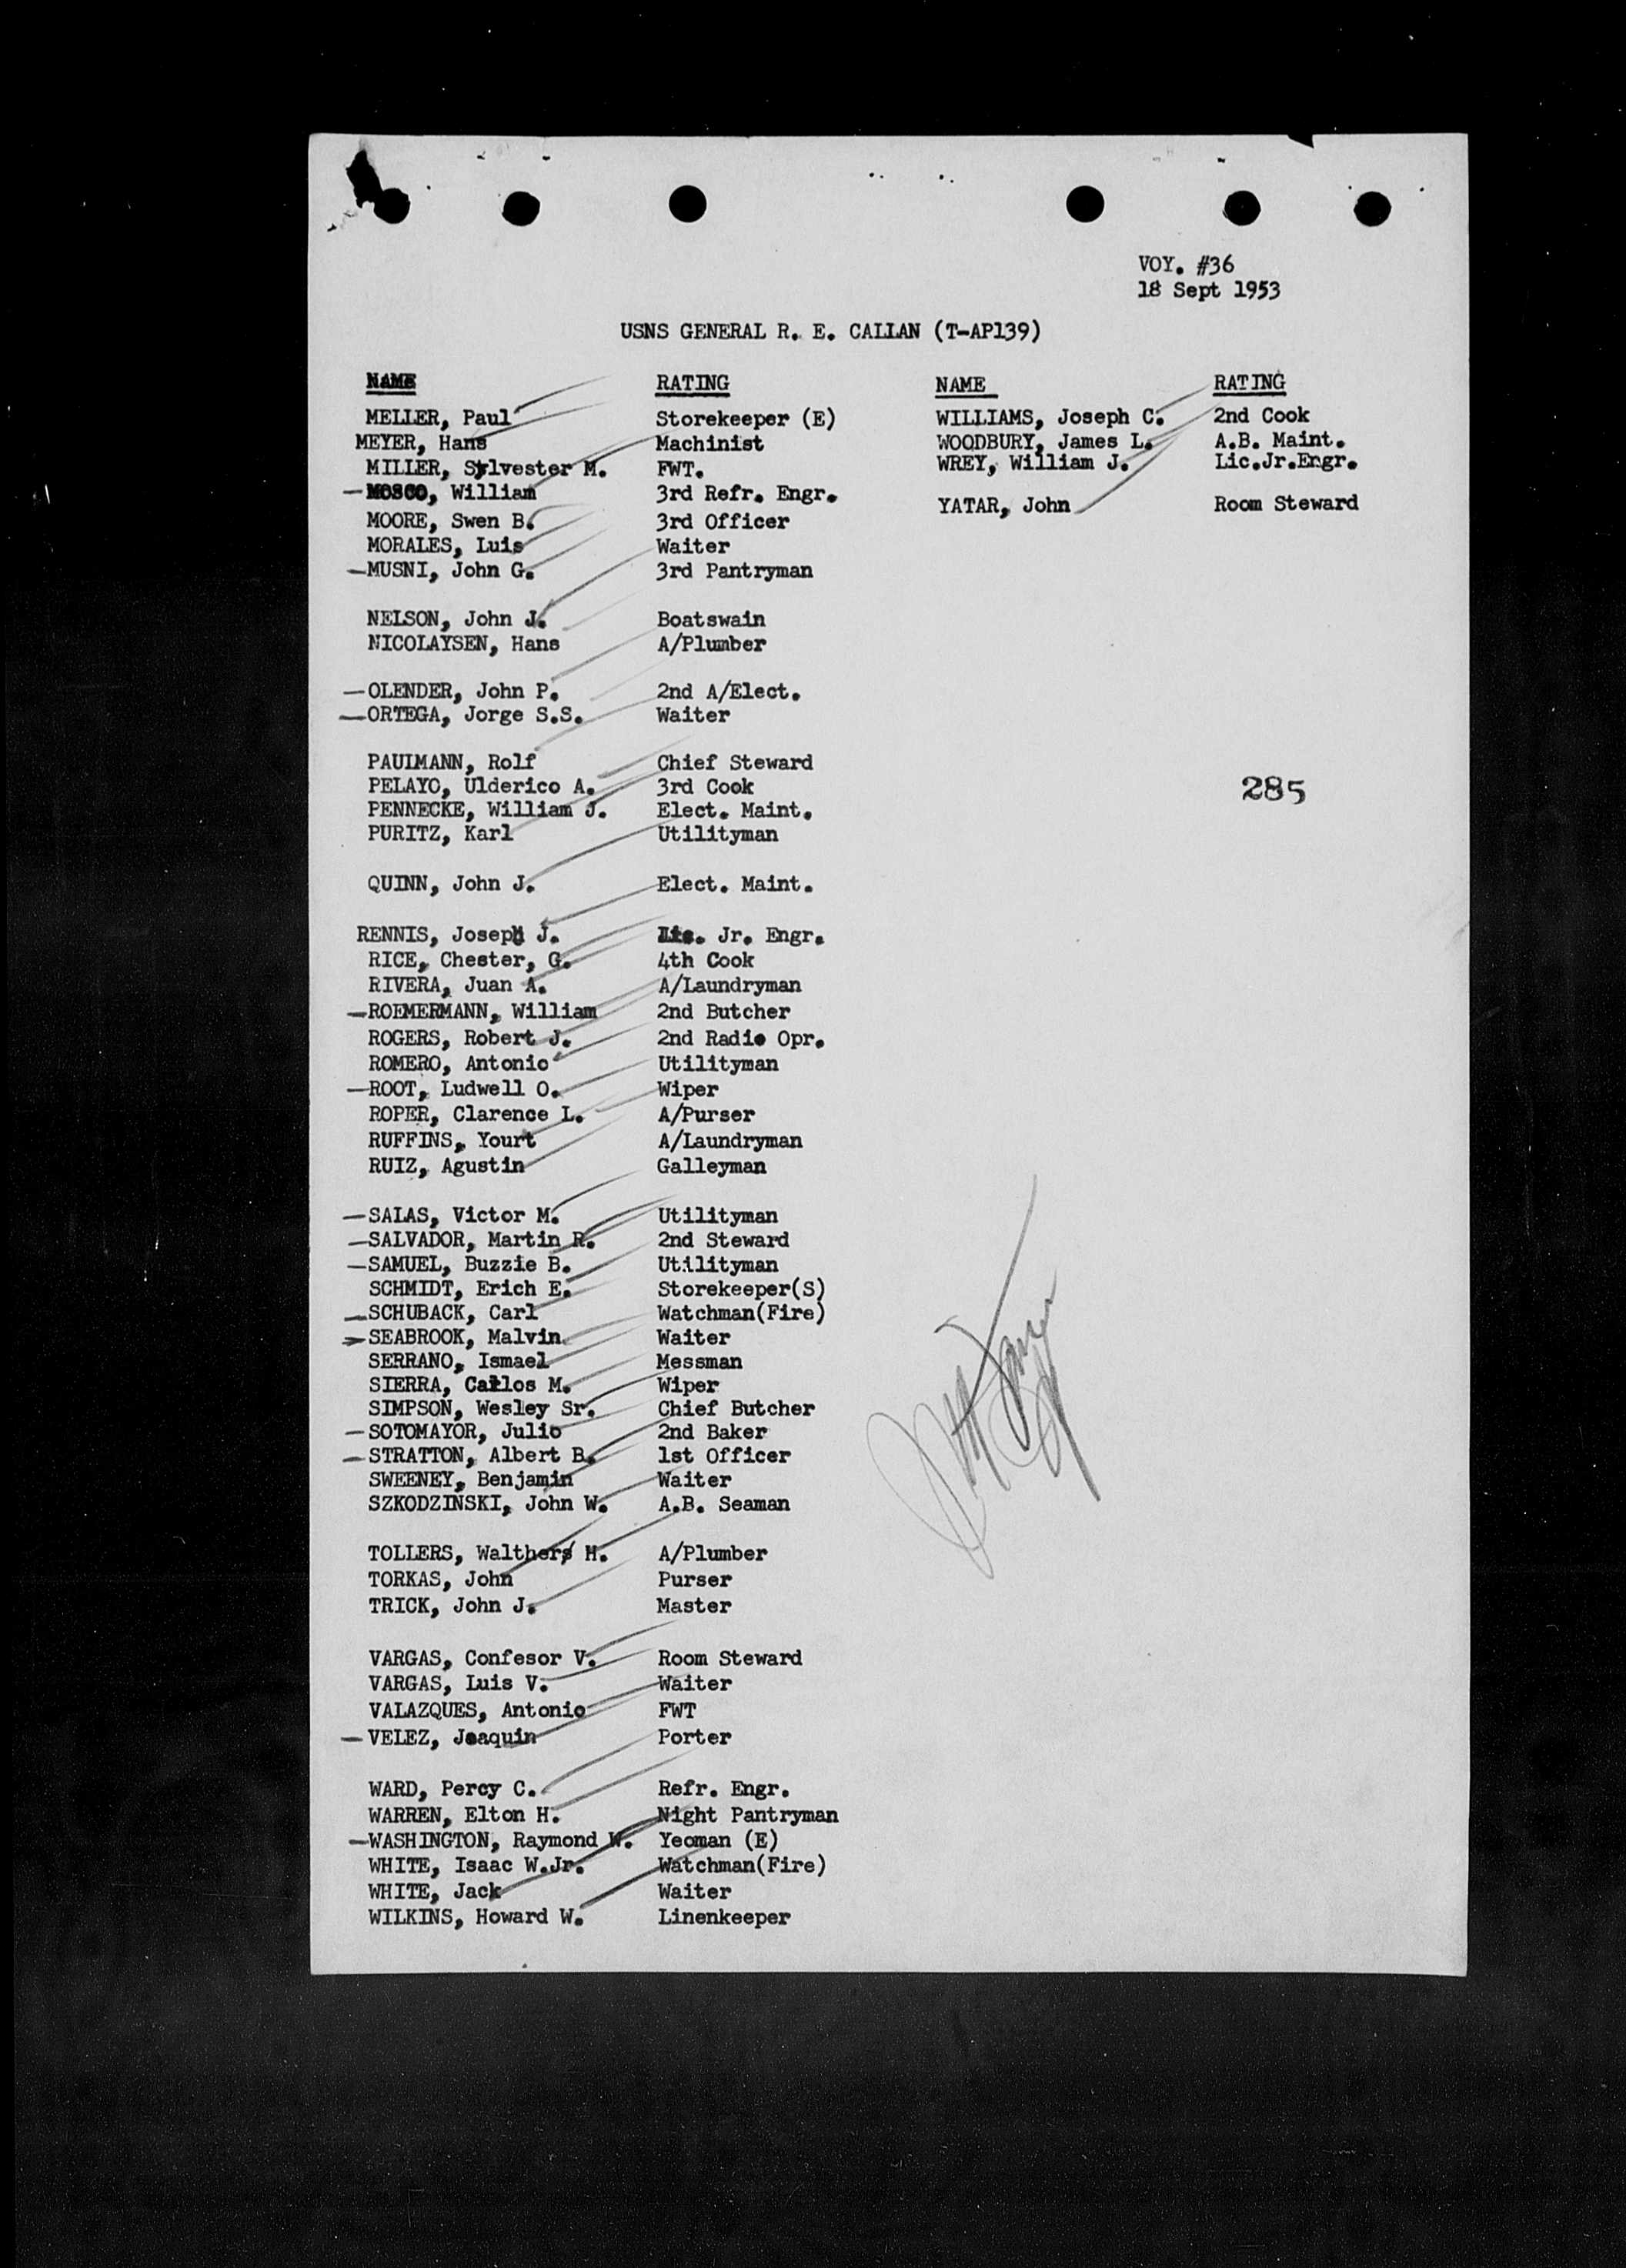 VOY. #36
18 Sept 1953
USNS GENERAL R. E. CALLAN (T-AP139)
NAME RATING
MELLER, Paul Storekeeper (E)
MEYER, Hans Machinist
MILLER, Sylvester M. FWT.
MOSCO, William 3rd Refr. Engr.
MOORE, Swen B. 3rd Officer
MORALES, Luis Waiter
MUSNI, John G. 3rd Pantryman
NELSON, John J. Boatswain
NICOLAYSEN, Hans A/Plumber
OLENDER, John P. 2nd A/Elect.
ORTEGA, Jorge S.S. Waiter
PAULMANN, Rolf Chief Steward
PELAYO, Ulderico A. 3rd Cook
PENNECKE, William J. Elect. Maint.
PURITZ, Karl Utilityman
QUINN, John J. Elect. Maint.
RENNIS, Joseph J. Lic. Jr. Engr.
RICE, Chester, G. 4th Cook
RIVERA, Juan A. A/Laundryman
ROEMERMANN, William 2nd Butcher
ROGERS, Robert J. 2nd Radio Opr.
ROMERO, Antonio Utilityman
ROOT, Ludwell O. Wiper
ROPER, Clarence L. A/Purser
RUFFINS, Yourt A/Laundryman
RUIZ, Agustin Galleyman
SALAS, Victor M. Utilityman
SALVADOR, Martin R. 2nd Steward
SAMUEL, Buzzie B. Utilityman
SCHMIDT, Erich E. Storekeeper(S)
SCHUBACK, Carl Watchman(Fire)
SEABROOK, Malvin Waiter
SERRANO, Ismael Messman
SIERRA, Carlos M. Wiper
SIMPSON, Wesley Sr. Chief Butcher
SOTOMAYOR, Julio 2nd Baker
STRATTON, Albert B. 1st Officer
SWEENEY, Benjamin Waiter
SZKODZINSKI, John W. A.B. Seaman
TOLLERS, Walther H. A/Plumber
TORKAS, John Purser
TRICK, John J. Master
VARGAS, Confesor V. Room Steward
VARGAS, Luis V. Waiter
VALAZQUES, Antonio FWT
VELEZ, Joaquin Porter
WARD, Percy C. Refr. Engr.
WARREN, Elton H. Night Pantryman
WASHINGTON, Raymond W. Yeoman (E)
WHITE, Isaac W.Jr. Watchman(Fire)
WHITE, Jack Waiter
WILKINS, Howard W. Linenkeeper
NAME RATING
WILLIAMS, Joseph C. 2nd Cook
WOODBURY, James L. A.B. Maint.
WREY, William J. Lic.Jr.Engr.
YATAR, John Room Steward
285